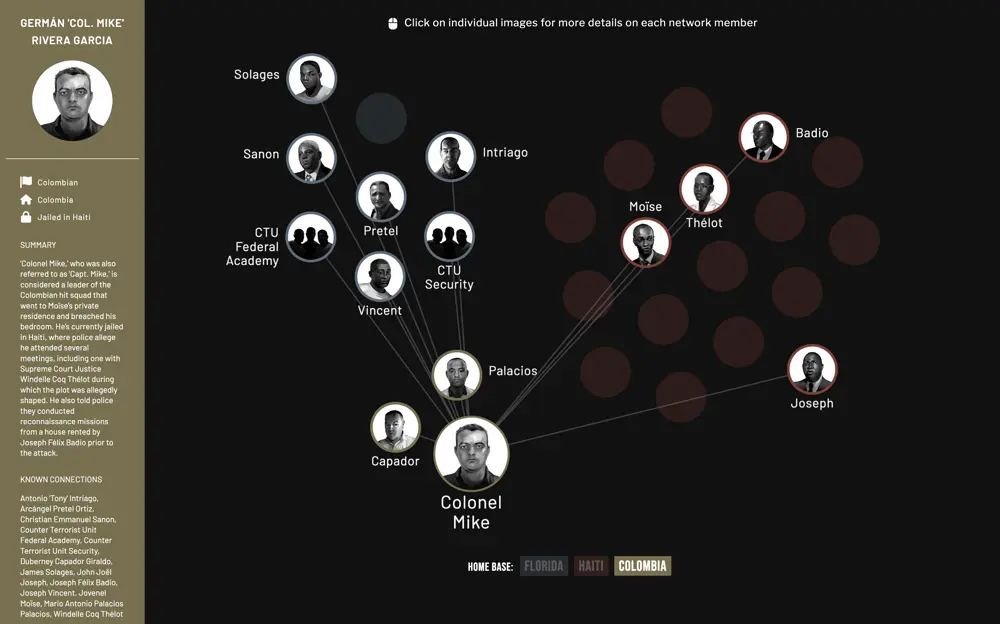 GERMÁN 'COL. MIKE'
RIVERA GARCIA
Colombian
Colombia
Jailed in Haiti
SUMMARY
'Colonel Mike,' who was also
referred to as 'Capt. Mike,' is
considered a leader of the
Colombian hit squad that
went to Moïse's private
residence and breached his
bedroom. He's currently jailed
in Haiti, where police allege
he attended several
meetings, including one with
Supreme Court Justice
Windelle Coq Thélot during
which the plot was allegedly
shaped. He also told police
they conducted
reconnaissance missions
from a house rented by
Joseph Félix Badio prior to
the attack.
KNOWN CONNECTIONS
Antonio 'Tony' Intriago,
Arcángel Pretel Ortiz,
Christian Emmanuel Sanon,
Counter Terrorist Unit
Federal Academy, Counter
Terrorist Unit Security,
Duberney Capador Giraldo,
James Solages, John Joël
Joseph, Joseph Félix Badio,
Joseph Vincent, Jovenel
Moïse, Mario Antonio Palacios
Palacios, Windelle Coq Thélot
Click on individual images for more details on each network member
Solages
Sanon
Intriago
Pretel
CTU
Federal
Academy
CTU
Security
Vincent
Palacios
Capador
Colonel
Mike
Badio
Moïse
Thélot
Joseph
HOME BASE: FLORIDA HAITI COLOMBIA